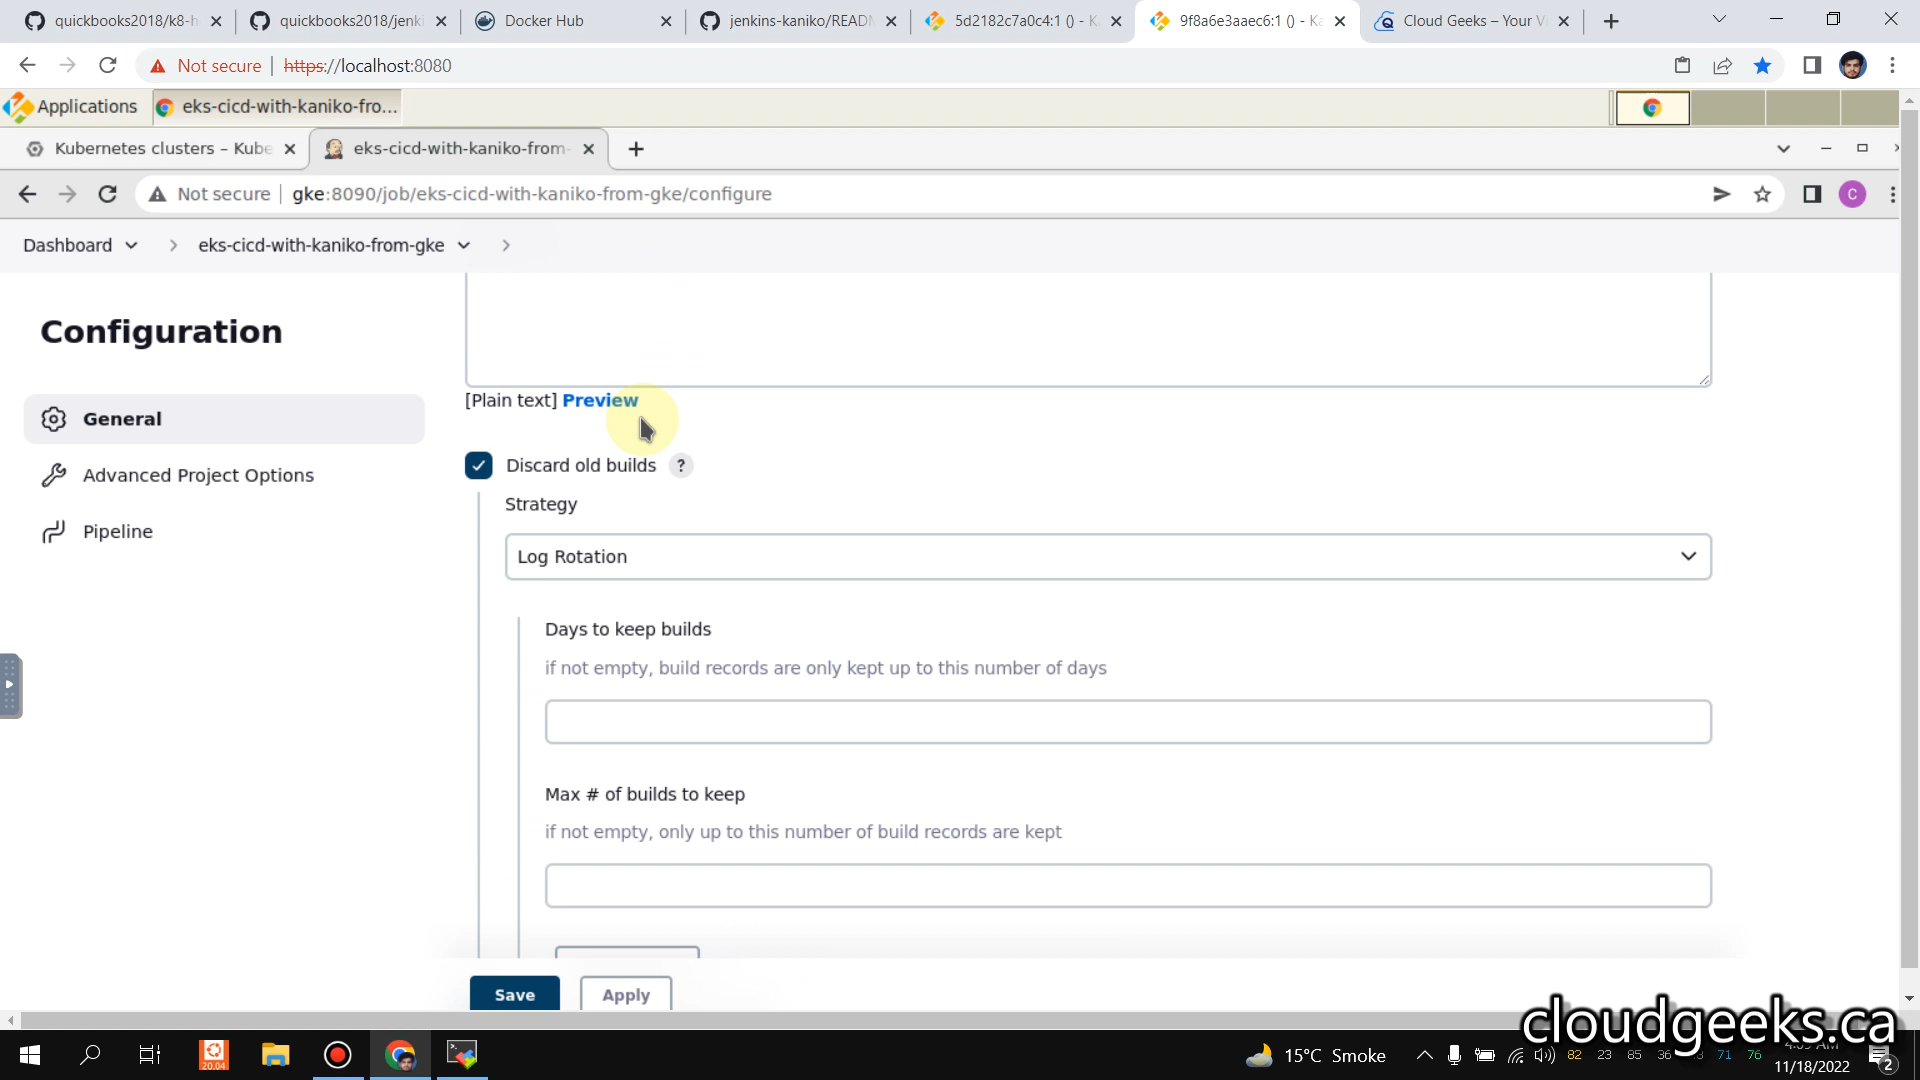 quickbooks2018/k8-h
quickbooks2018/jenki
Docker Hub
jenkins-kaniko/READM
5d2182c7a0c4:1 () - K
9f8a6e3aaec6:1 () - Ka
Cloud Geeks – Your Vi
Not secure
https://localhost:8080
Applications
eks-cicd-with-kaniko-fro...
Kubernetes clusters – Kube
eks-cicd-with-kaniko-from-
Not secure
gke:8090/job/eks-cicd-with-kaniko-from-gke/configure
C
Dashboard
eks-cicd-with-kaniko-from-gke
Configuration
General
Advanced Project Options
Pipeline
[Plain text] Preview
Discard old builds ?
Strategy
Log Rotation
Days to keep builds
if not empty, build records are only kept up to this number of days
Max # of builds to keep
if not empty, only up to this number of build records are kept
Save
Apply
cloudgeeks.ca
20.04
15°C Smoke
82 23 85 36 71 76
11/18/2022
2